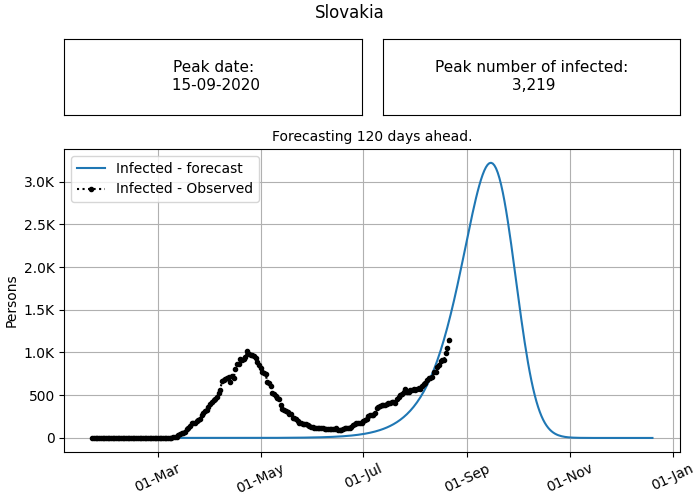 Slovakia
Peak date:
15-09-2020
Peak number of infected:
3,219
Forecasting 120 days ahead.
Infected - forecast
Infected - Observed
Persons
3.0K
2.5K
2.0K
1.5K
1.0K
500
0
01-Mar
01-May
01-Jul
01-Sep
01-Nov
01-Jan